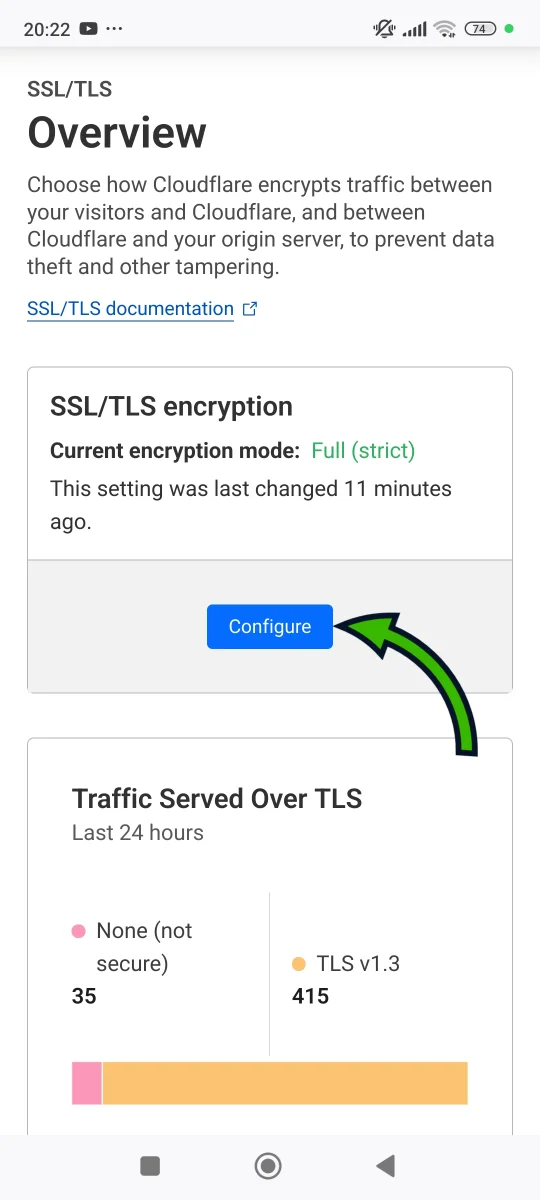 20:22
74
SSL/TLS
Overview
Choose how Cloudflare encrypts traffic between
your visitors and Cloudflare, and between
Cloudflare and your origin server, to prevent data
theft and other tampering.
SSL/TLS documentation
SSL/TLS encryption
Current encryption mode: Full (strict)
This setting was last changed 11 minutes
ago.
Configure
Traffic Served Over TLS
Last 24 hours
None (not
secure)
35
TLS v1.3
415